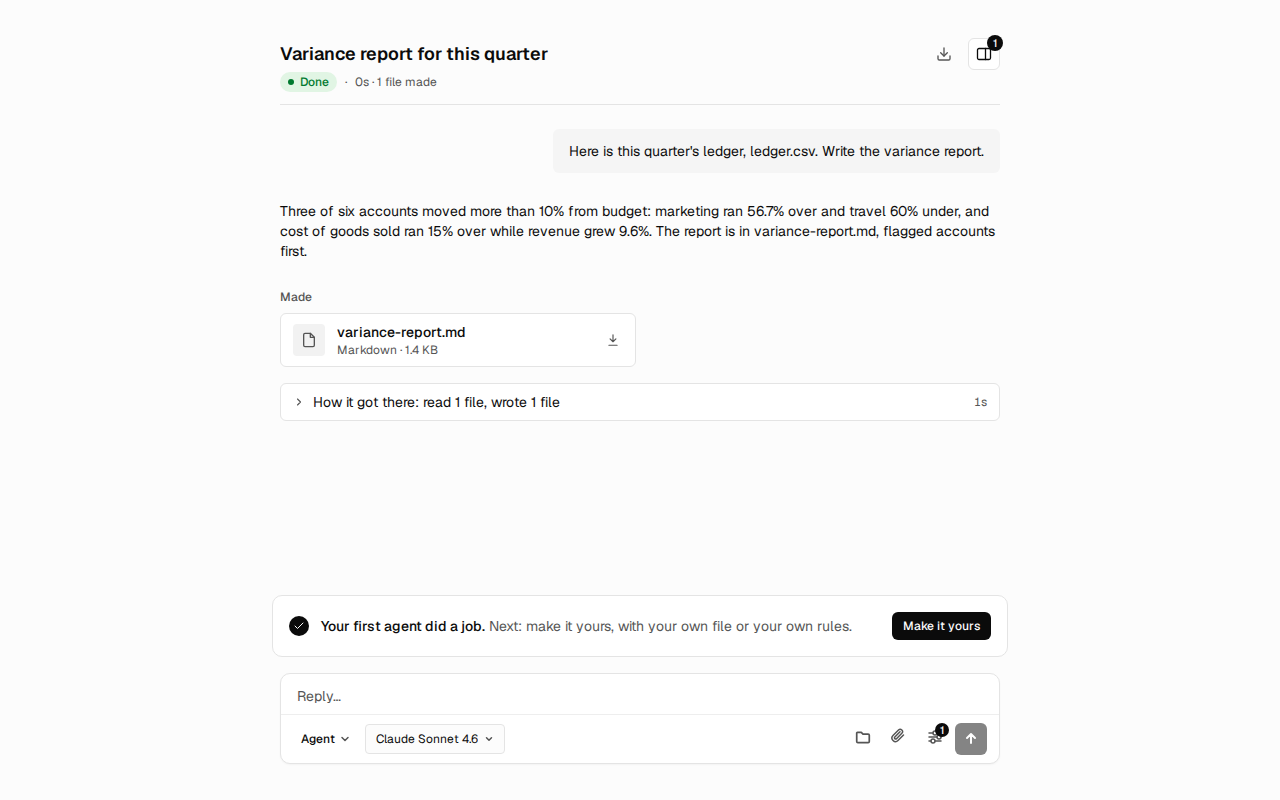 Variance report for this quarter
1
Done · 0s · 1 file made
Here is this quarter's ledger, ledger.csv. Write the variance report.
Three of six accounts moved more than 10% from budget: marketing ran 56.7% over and travel 60% under, and
cost of goods sold ran 15% over while revenue grew 9.6%. The report is in variance-report.md, flagged accounts
first.
Made
variance-report.md
Markdown · 1.4 KB
How it got there: read 1 file, wrote 1 file 1s
Your first agent did a job. Next: make it yours, with your own file or your own rules. Make it yours
Reply...
Agent Claude Sonnet 4.6 1